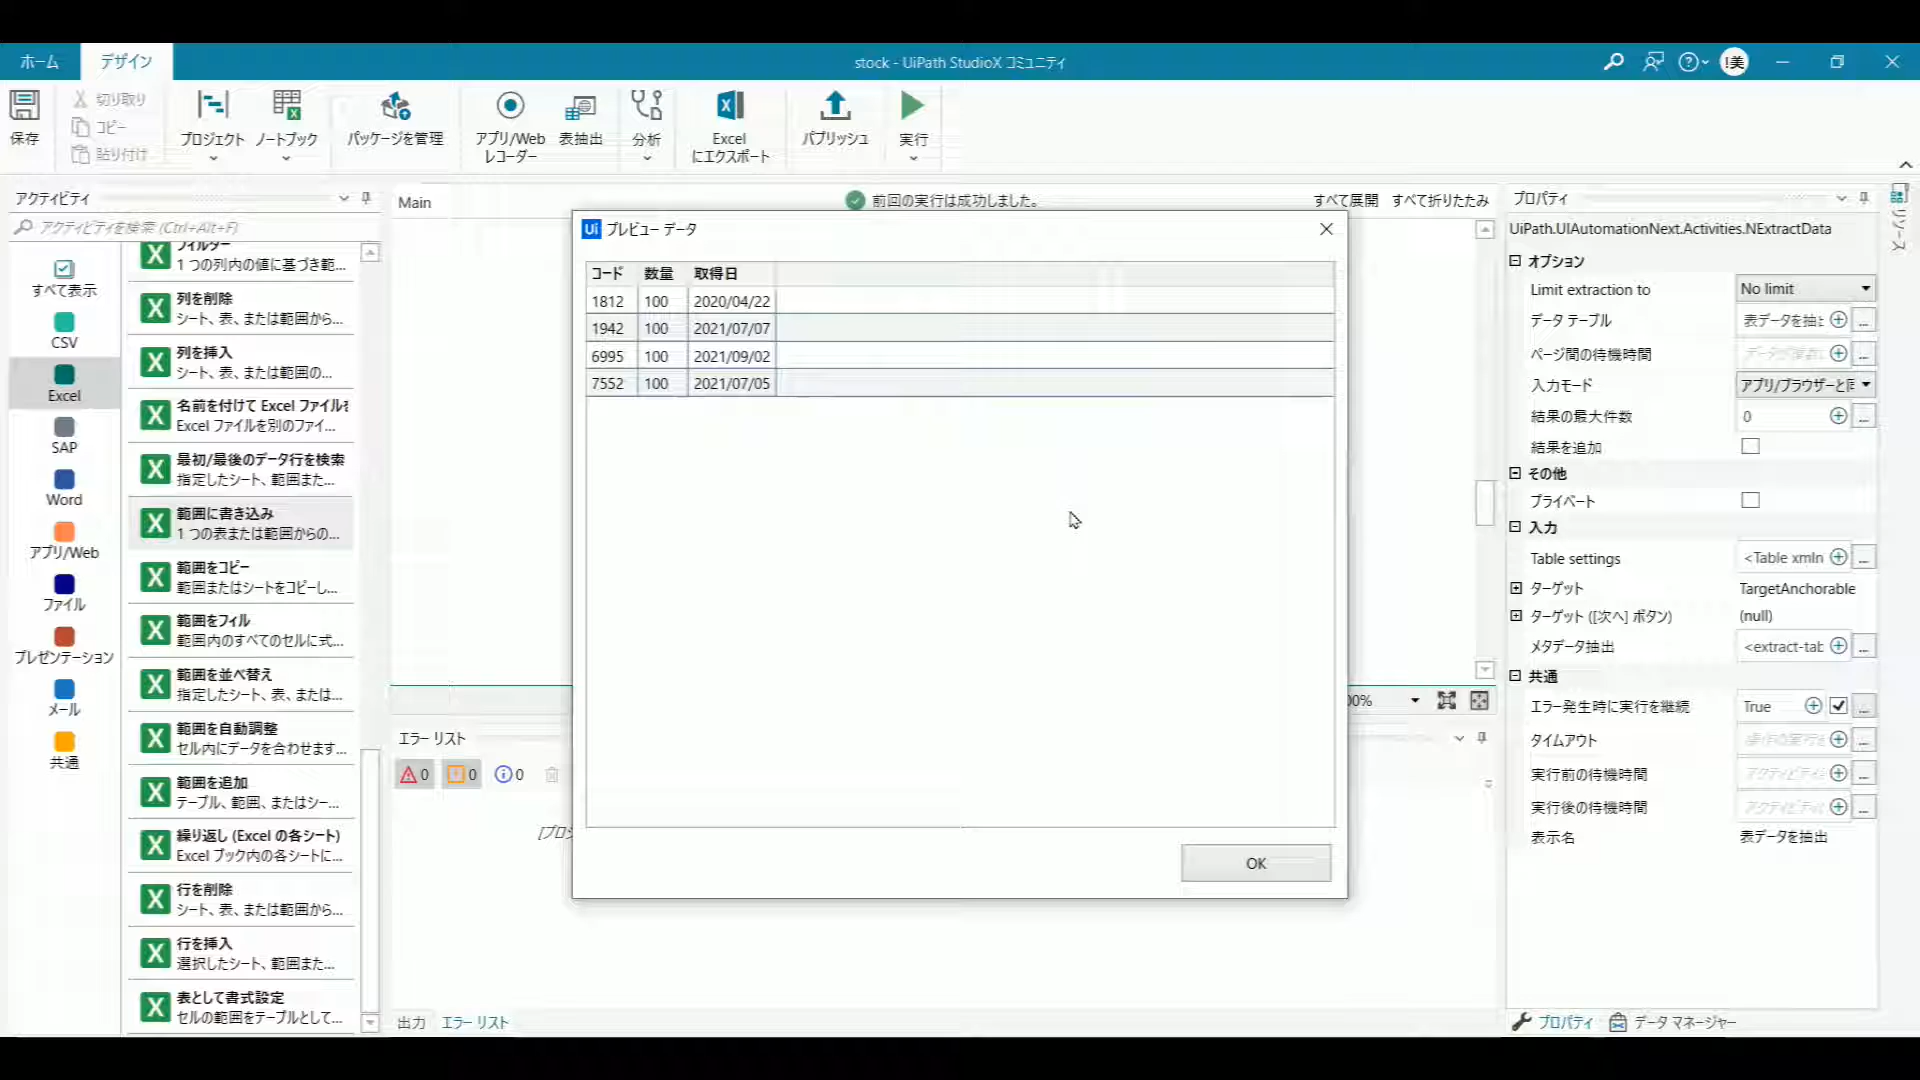 ホーム デザイン stock - UiPath StudioX コミュニティ !美
保存 切り取り コピー 貼り付け
プロジェクト ノートブック パッケージを管理 アプリ/Web レコーダー 表抽出 分析 Excel にエクスポート パブリッシュ 実行
アクティビティ
アクティビティを検索 (Ctrl+Alt+F)
すべて表示
CSV
Excel
SAP
Word
アプリ/Web
ファイル
プレゼンテーション
メール
共通
フィルター
1 つの列内の値に基づき範...
列を削除
シート、表、または範囲から...
列を挿入
シート、表、または範囲の...
名前を付けて Excel ファイルを
Excel ファイルを別のファイ...
最初/最後のデータ行を検索
指定したシート、範囲また...
範囲に書き込み
1 つの表または範囲からの...
範囲をコピー
範囲またはシートをコピーし...
範囲をフィル
範囲内のすべてのセルに式...
範囲を並べ替え
指定したシート、表、または...
範囲を自動調整
セル内にデータを合わせます...
範囲を追加
テーブル、範囲、またはシー...
繰り返し (Excel の各シート)
Excel ブック内の各シートに...
行を削除
シート、表、または範囲から...
行を挿入
選択したシート、範囲また...
表として書式設定
セルの範囲をテーブルとして...
Main 前回の実行は成功しました。 すべて展開 すべて折りたたみ
Ui プレビュー データ
コード 数量 取得日
1812 100 2020/04/22
1942 100 2021/07/07
6995 100 2021/09/02
7552 100 2021/07/05
OK
00%
エラー リスト
0 0 0
[プロジ
出力 エラー リスト
プロパティ
UiPath.UIAutomationNext.Activities.NExtractData
オプション
Limit extraction to No limit
データ テーブル 表データを抽出 ...
ページ間の待機時間 ...
入力モード アプリ/ブラウザーと同
結果の最大件数 0 ...
結果を追加
その他
プライベート
入力
Table settings <Table xmln ...
ターゲット TargetAnchorable
ターゲット ([次へ] ボタン) (null)
メタデータ抽出 <extract-tab ...
共通
エラー発生時に実行を継続 True ...
タイムアウト ...
実行前の待機時間 アクティビティ ...
実行後の待機時間 アクティビティ ...
表示名 表データを抽出
プロパティ データ マネージャー
リソース